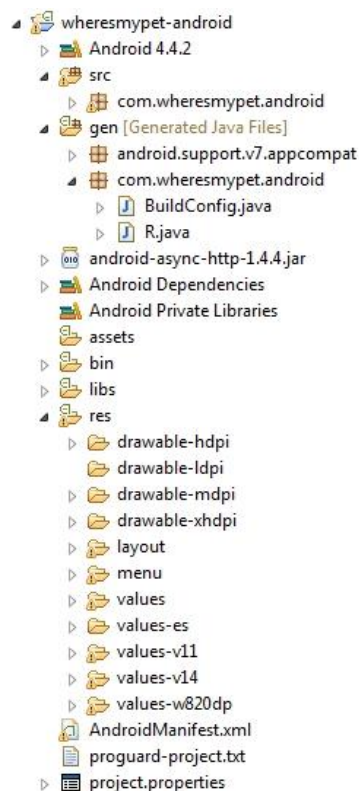 wheresmypet-android
Android 4.4.2
src
com.wheresmypet.android
gen [Generated Java Files]
android.support.v7.appcompat
com.wheresmypet.android
BuildConfig.java
R.java
android-async-http-1.4.4.jar
Android Dependencies
Android Private Libraries
assets
bin
libs
res
drawable-hdpi
drawable-ldpi
drawable-mdpi
drawable-xhdpi
layout
menu
values
values-es
values-v11
values-v14
values-w820dp
AndroidManifest.xml
proguard-project.txt
project.properties